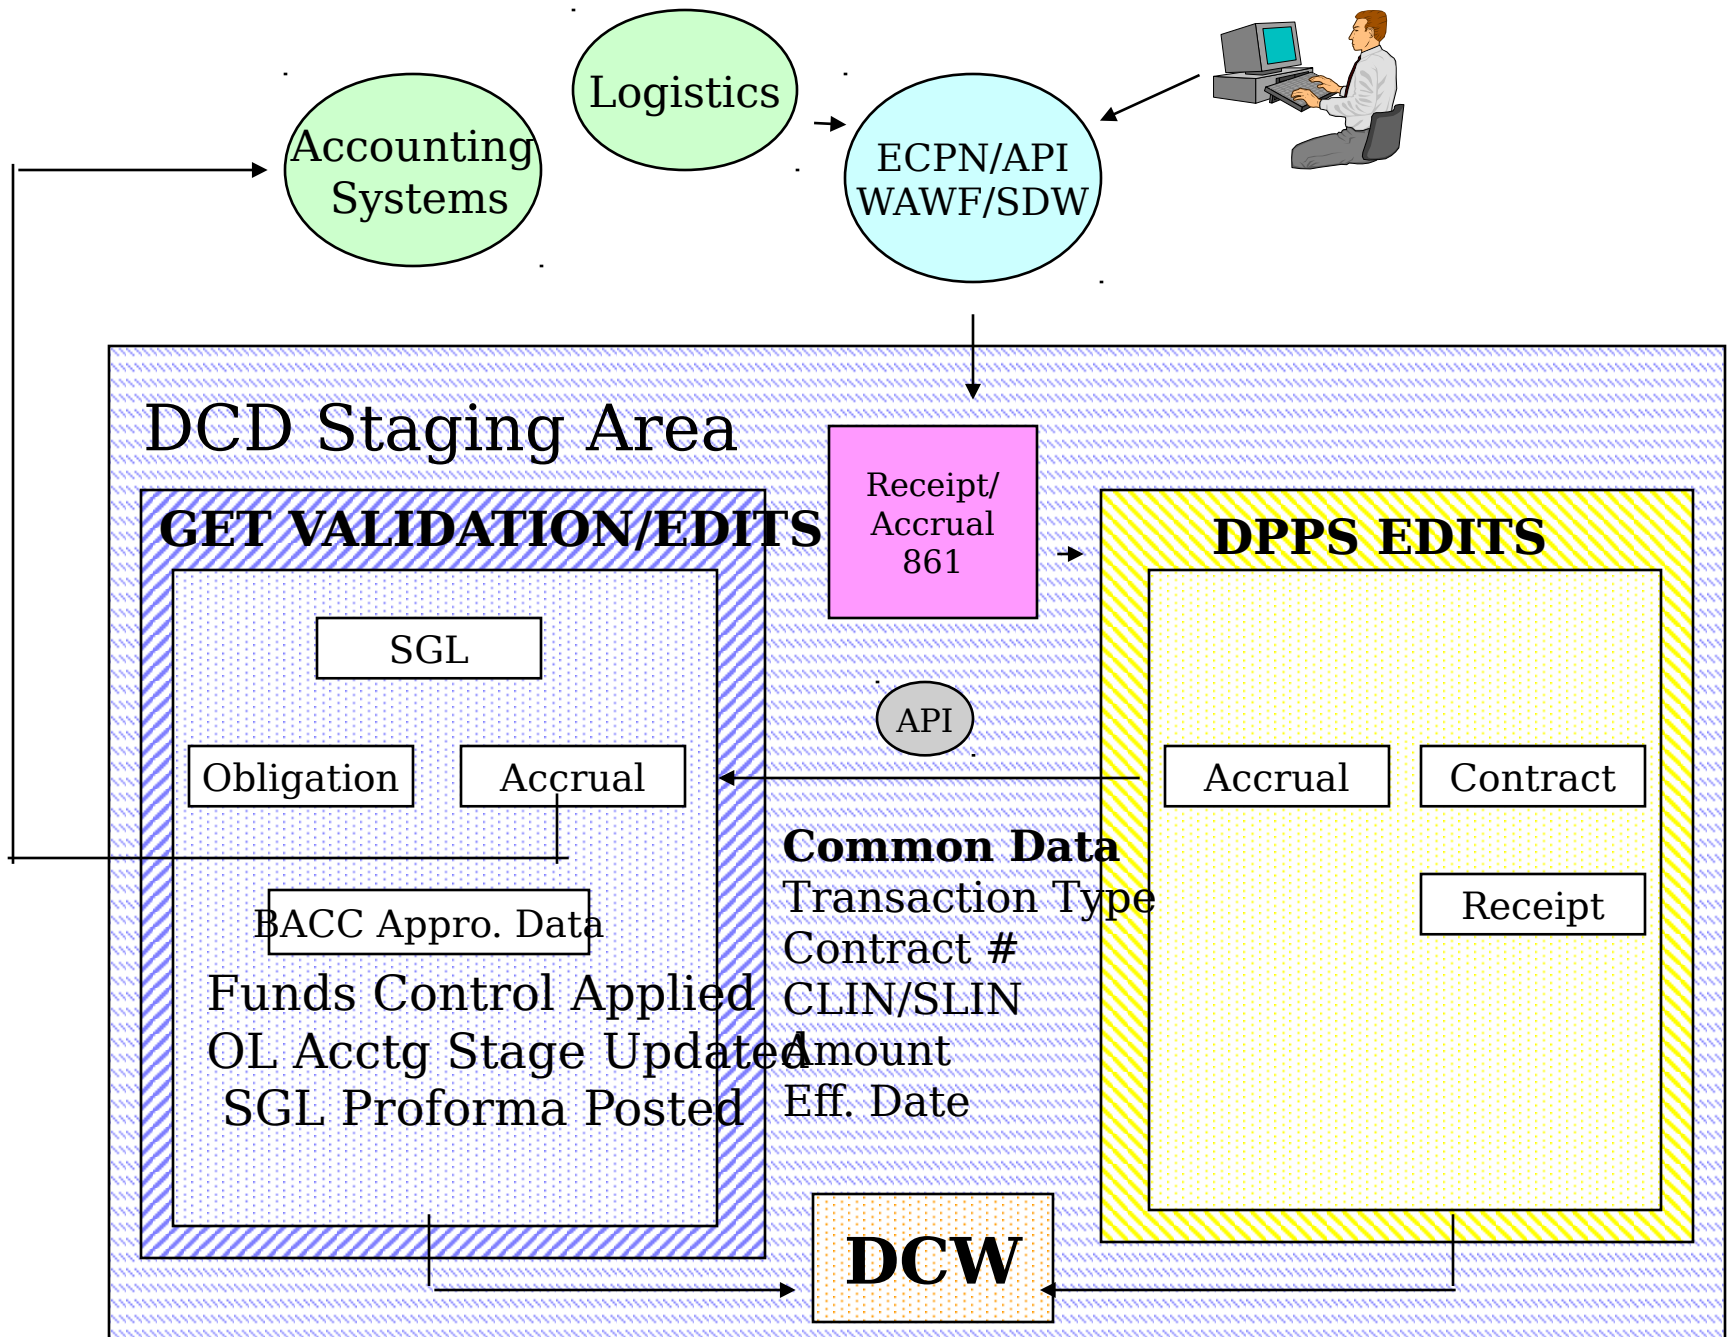 Logistics
Accounting
Systems
ECPN/API
WAWF/SDW
DCD Staging Area
Receipt/
Accrual
861
GET VALIDATION/EDITS
DPPS EDITS
SGL
API
Obligation
Accrual
Accrual
Contract
Receipt
Common Data
Transaction Type
Contract #
CLIN/SLIN
Amount
Eff. Date
BACC Appro. Data
Funds Control Applied
OL Acctg Stage Updated
SGL Proforma Posted
DCW